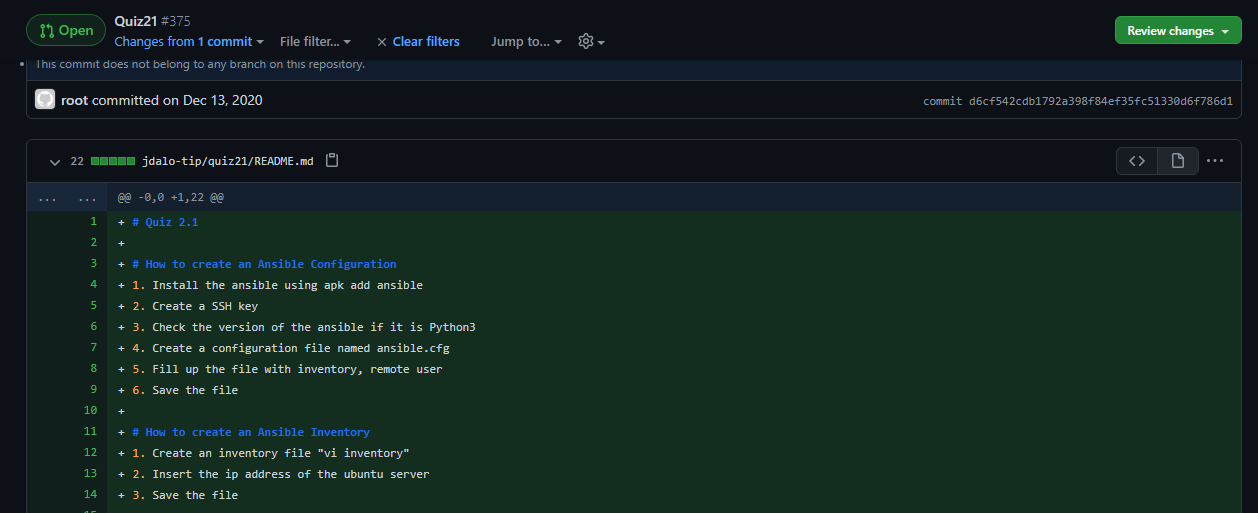 Open
Quiz21 #375
Changes from 1 commit
File filter...
Clear filters
Jump to...
Review changes
This commit does not belong to any branch on this repository.
root committed on Dec 13, 2020
commit d6cf542cdb1792a398f84ef35fc51330d6f786d1
22 jdalo-tip/quiz21/README.md
... ... @@ -0,0 +1,22 @@
1 + # Quiz 2.1
2 +
3 + # How to create an Ansible Configuration
4 + 1. Install the ansible using apk add ansible
5 + 2. Create a SSH key
6 + 3. Check the version of the ansible if it is Python3
7 + 4. Create a configuration file named ansible.cfg
8 + 5. Fill up the file with inventory, remote user
9 + 6. Save the file
10 +
11 + # How to create an Ansible Inventory
12 + 1. Create an inventory file "vi inventory"
13 + 2. Insert the ip address of the ubuntu server
14 + 3. Save the file